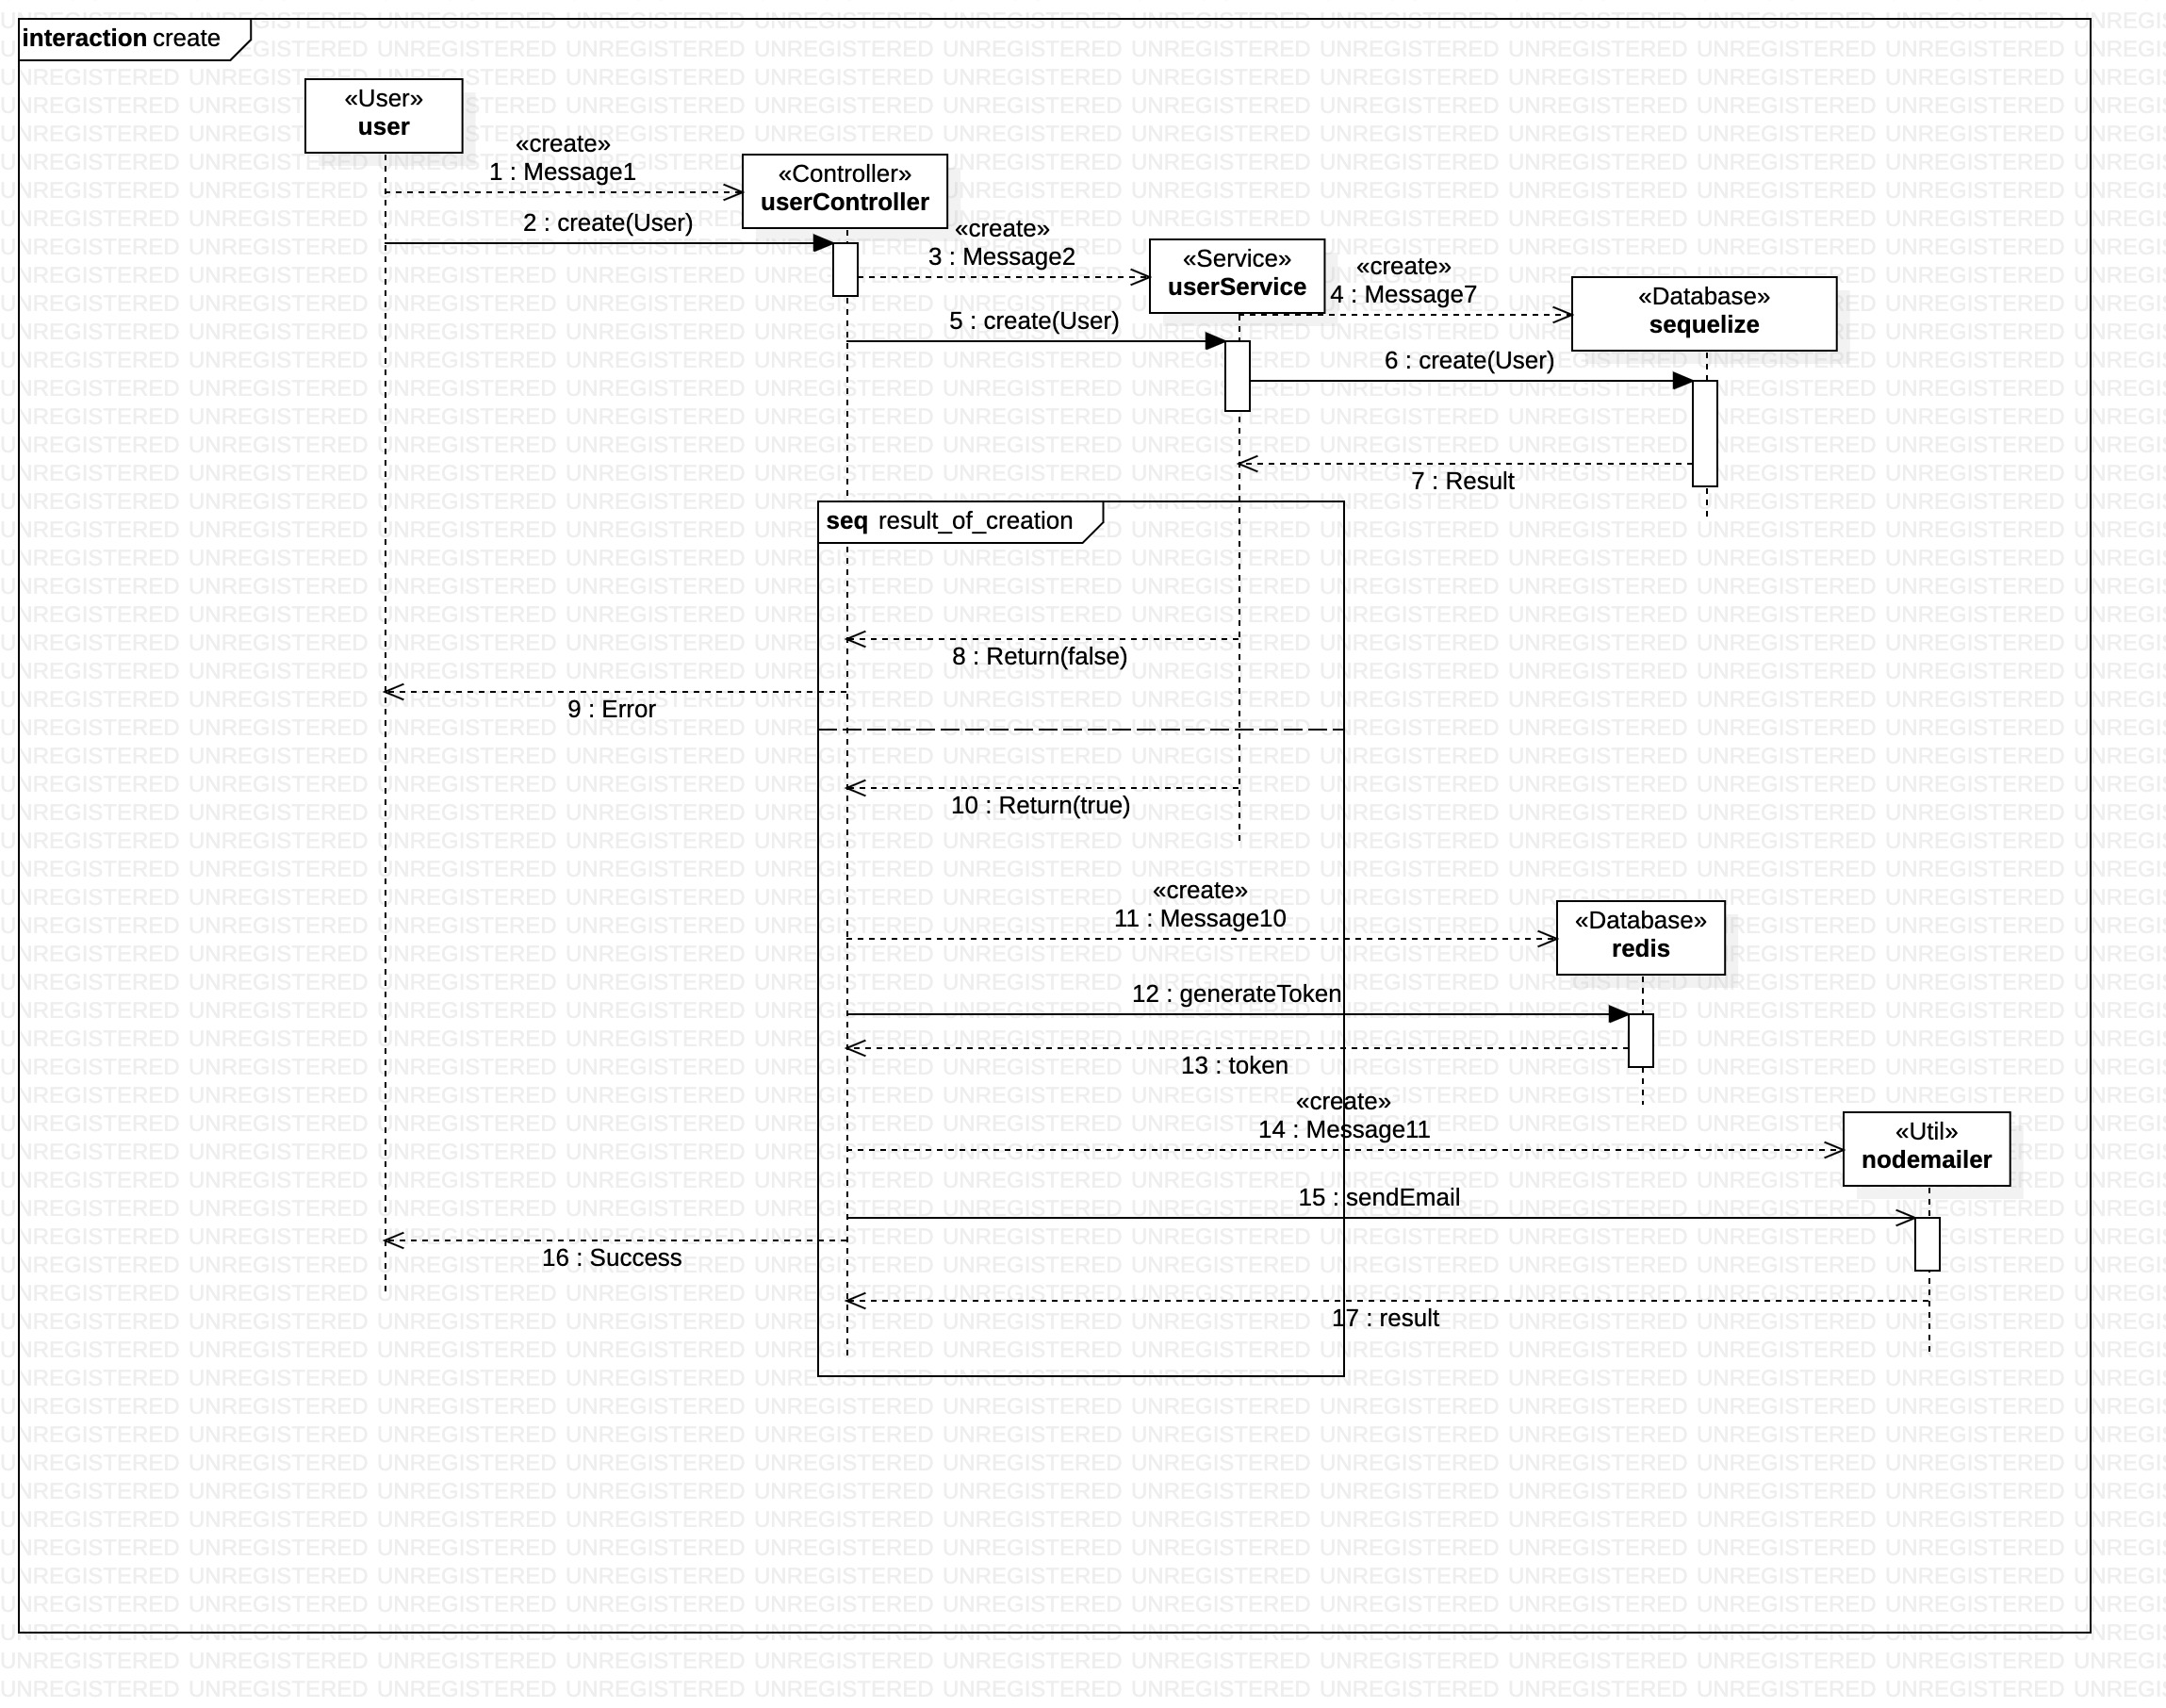 interaction create
«User»
user
«create»
1 : Message1
«Controller»
userController
2 : create(User)
«create»
3 : Message2
«Service»
userService
«create»
4 : Message7
«Database»
sequelize
5 : create(User)
6 : create(User)
7 : Result
seq result_of_creation
8 : Return(false)
9 : Error
10 : Return(true)
«create»
11 : Message10
«Database»
redis
12 : generateToken
13 : token
«create»
14 : Message11
«Util»
nodemailer
15 : sendEmail
16 : Success
17 : result
UNREGISTERED